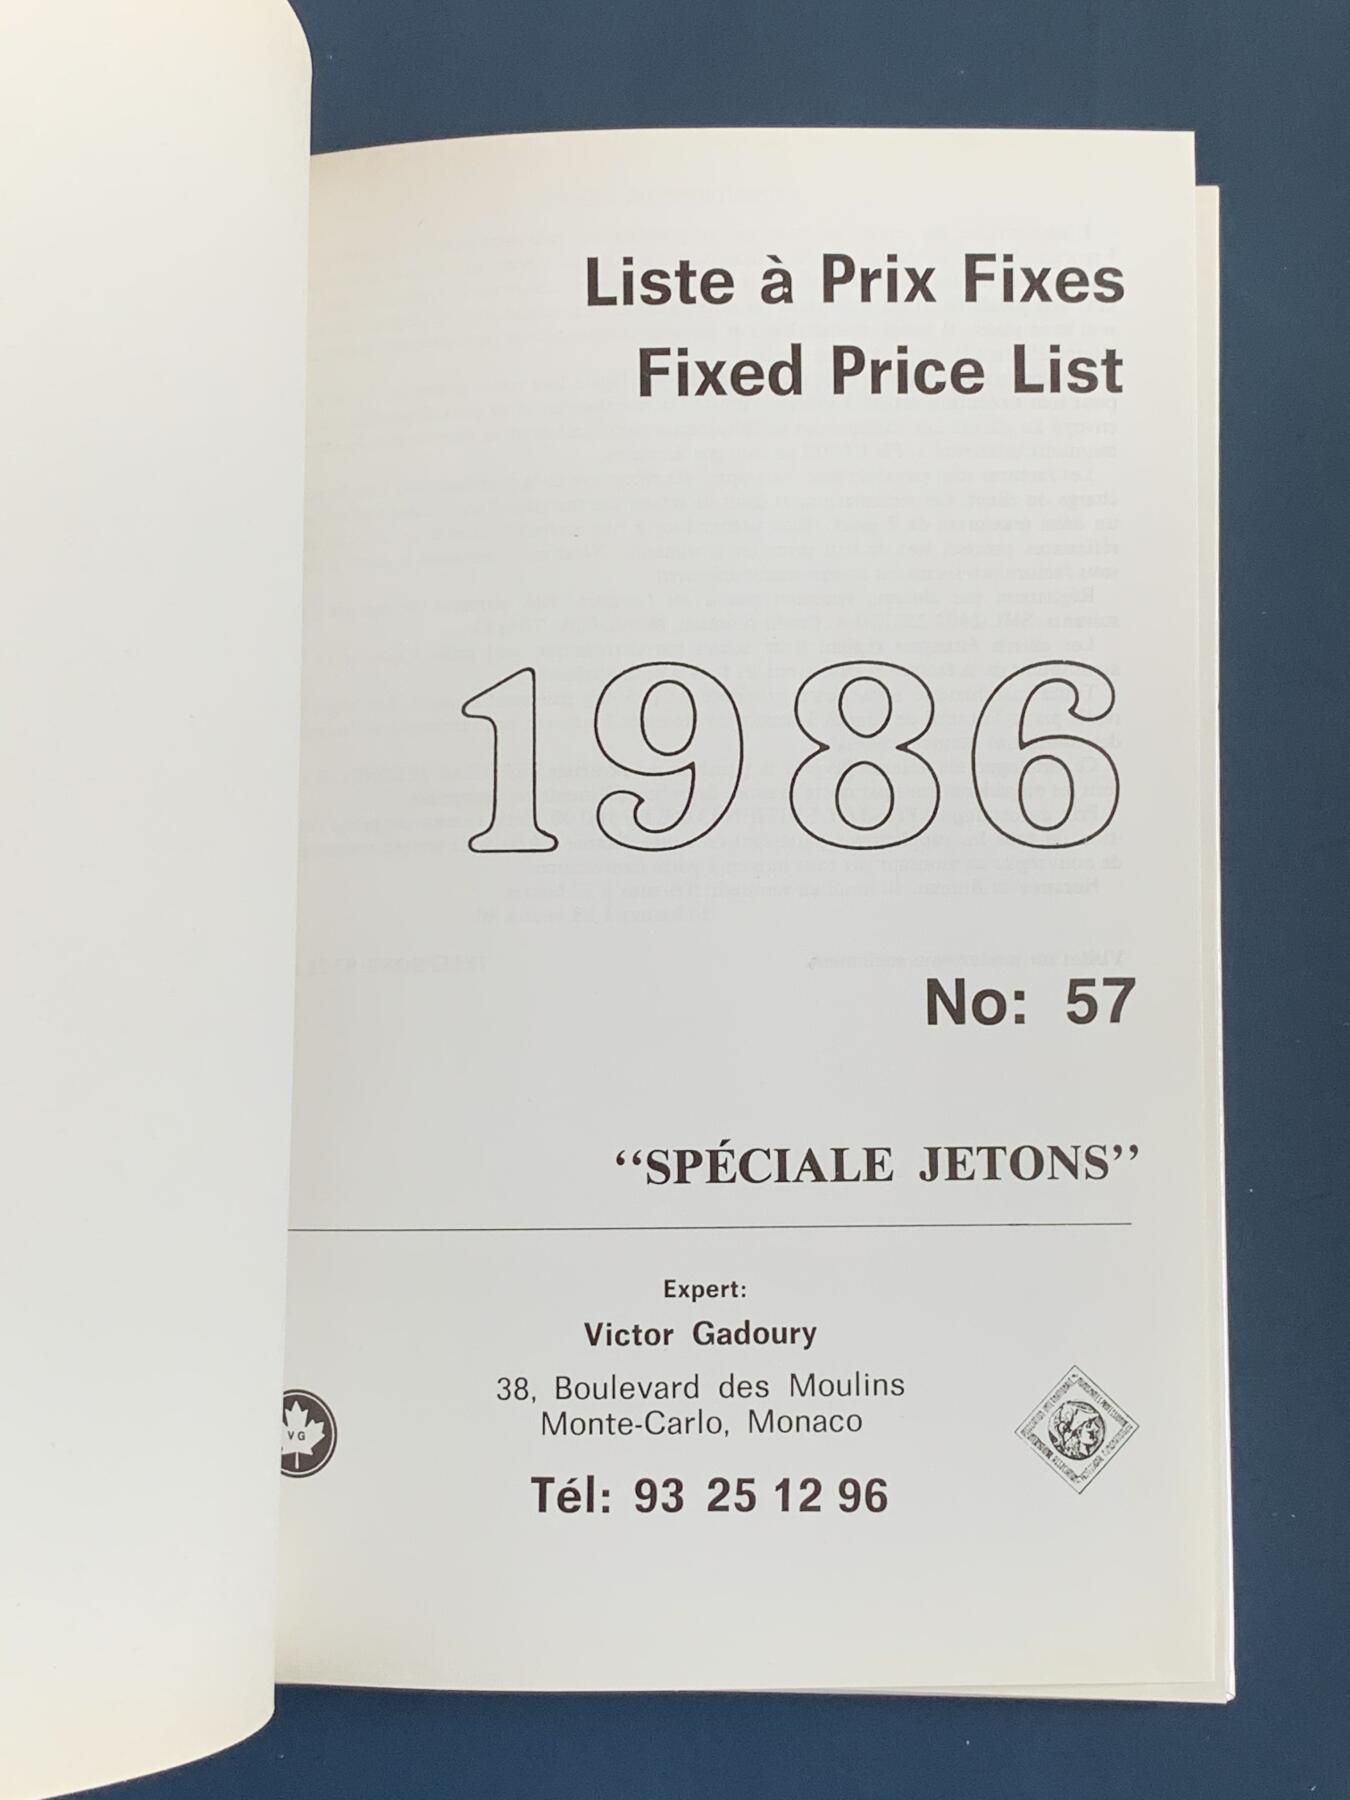 Liste à Prix Fixes
Fixed Price List
1986
No: 57
“SPÉCIALE JETONS”
Expert:
Victor Gadoury
38, Boulevard des Moulins
Monte-Carlo, Monaco
Tél: 93 25 12 96
VG